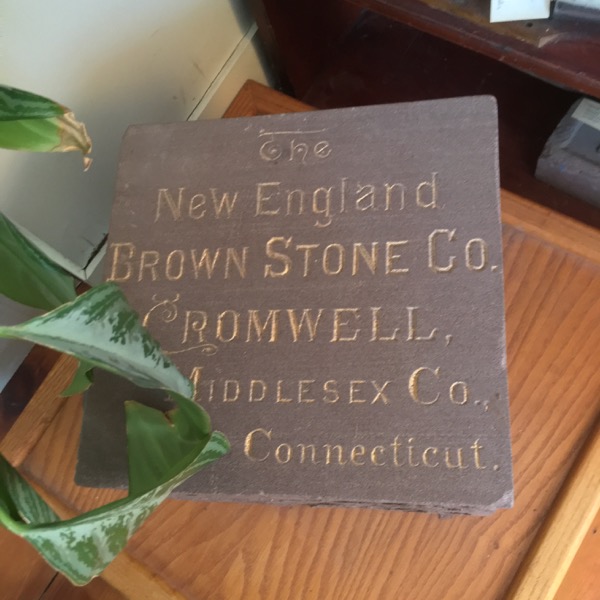 The
New England
BROWN STONE Co.
CROMWELL,
MIDDLESEX Co.,
Connecticut.